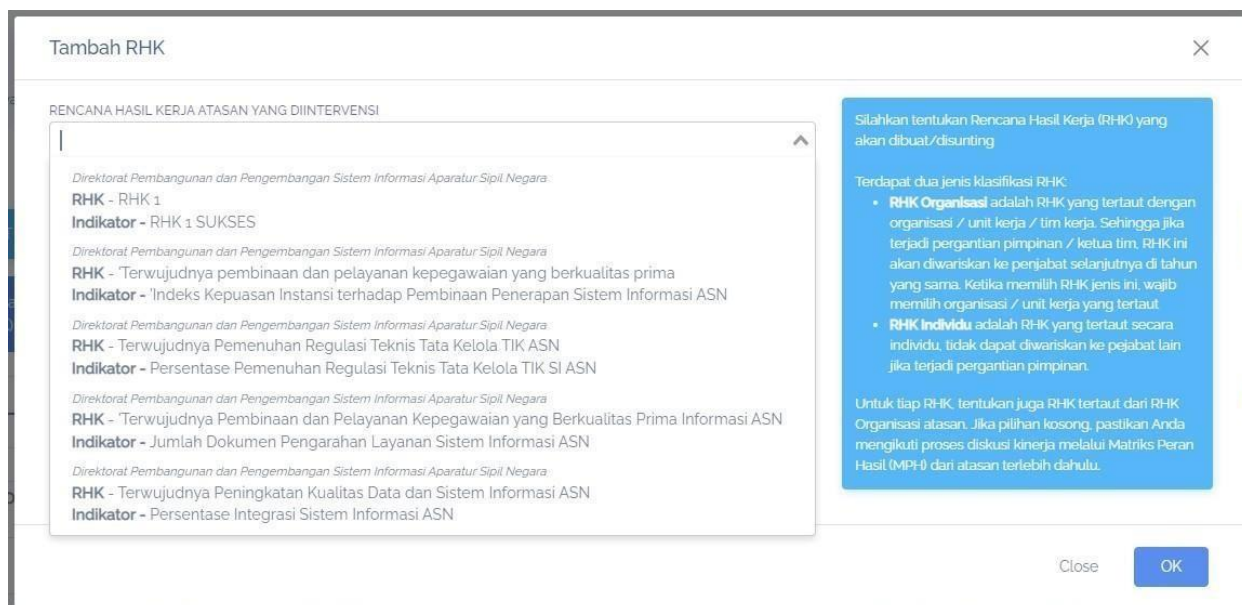 Tambah RHK
RENCANA HASIL KERJA ATASAN YANG DIINTERVENSI
Direktorat Pembangunan dan Pengembangan Sistem Informasi Aparatur Sipil Negara
RHK - RHK 1
Indikator - RHK 1 SUKSES
Direktorat Pembangunan dan Pengembangan Sistem Informasi Aparatur Sipil Negara
RHK - 'Terwujudnya pembinaan dan pelayanan kepegawaian yang berkualitas prima
Indikator - 'Indeks Kepuasan Instansi terhadap Pembinaan Penerapan Sistem Informasi ASN
Direktorat Pembangunan dan Pengembangan Sistem Informasi Aparatur Sipil Negara
RHK - Terwujudnya Pemenuhan Regulasi Teknis Tata Kelola TIK ASN
Indikator - Persentase Pemenuhan Regulasi Teknis Tata Kelola TIK SI ASN
Direktorat Pembangunan dan Pengembangan Sistem Informasi Aparatur Sipil Negara
RHK - 'Terwujudnya Pembinaan dan Pelayanan Kepegawaian yang Berkualitas Prima Informasi ASN
Indikator - Jumlah Dokumen Pengarahan Layanan Sistem Informasi ASN
Direktorat Pembangunan dan Pengembangan Sistem Informasi Aparatur Sipil Negara
RHK - Terwujudnya Peningkatan Kualitas Data dan Sistem Informasi ASN
Indikator - Persentase Integrasi Sistem Informasi ASN
Silahkan tentukan Rencana Hasil Kerja (RHK) yang
akan dibuat/disunting
Terdapat dua jenis klasifikasi RHK:
• RHK Organisasi adalah RHK yang tertaut dengan
organisasi / unit kerja / tim kerja. Sehingga jika
terjadi pergantian pimpinan / ketua tim, RHK ini
akan diwariskan ke penjabat selanjutnya di tahun
yang sama. Ketika memilih RHK jenis ini, wajib
memilih organisasi / unit kerja yang tertaut
• RHK Individu adalah RHK yang tertaut secara
individu, tidak dapat diwariskan ke pejabat lain
jika terjadi pergantian pimpinan.
Untuk tiap RHK, tentukan juga RHK tertaut dari RHK
Organisasi atasan. Jika pilihan kosong, pastikan Anda
mengikuti proses diskusi kinerja melalui Matriks Peran
Hasil (MPH) dari atasan terlebih dahulu.
Close
OK